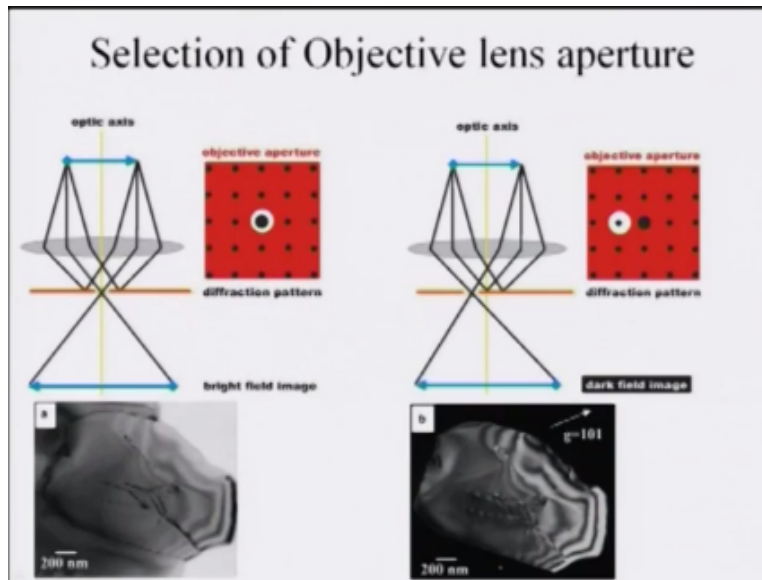 Selection of Objective lens aperture
optic axis
objective aperture
diffraction pattern
bright field image
a
200 nm
optic axis
objective aperture
diffraction pattern
dark field image
b
g=101
200 nm